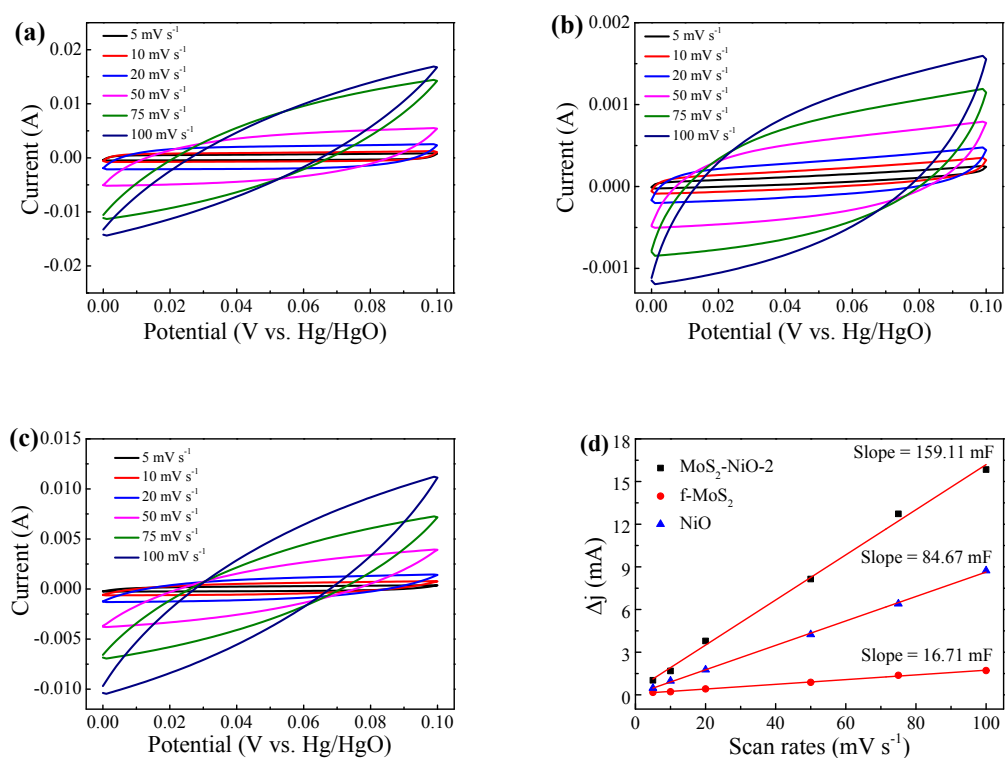 (a)
5 mV s⁻¹
10 mV s⁻¹
20 mV s⁻¹
50 mV s⁻¹
75 mV s⁻¹
100 mV s⁻¹
0.02
0.01
0.00
-0.01
-0.02
Current (A)
0.00 0.02 0.04 0.06 0.08 0.10
Potential (V vs. Hg/HgO)
(b)
5 mV s⁻¹
10 mV s⁻¹
20 mV s⁻¹
50 mV s⁻¹
75 mV s⁻¹
100 mV s⁻¹
0.002
0.001
0.000
-0.001
Current (A)
0.00 0.02 0.04 0.06 0.08 0.10
Potential (V vs. Hg/HgO)
(c)
5 mV s⁻¹
10 mV s⁻¹
20 mV s⁻¹
50 mV s⁻¹
75 mV s⁻¹
100 mV s⁻¹
0.015
0.010
0.005
0.000
-0.005
-0.010
Current (A)
0.00 0.02 0.04 0.06 0.08 0.10
Potential (V vs. Hg/HgO)
(d)
MoS₂-NiO-2
f-MoS₂
NiO
Slope = 159.11 mF
Slope = 84.67 mF
Slope = 16.71 mF
18
15
12
9
6
3
0
Δj (mA)
0 20 40 60 80 100
Scan rates (mV s⁻¹)